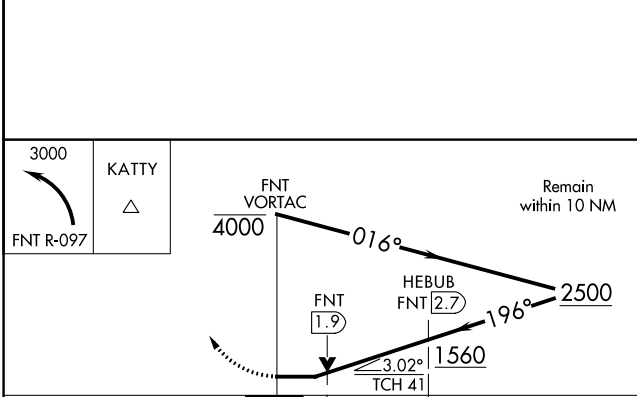 3000
FNT R-097
KATTY
FNT
VORTAC
4000
016°
Remain
within 10 NM
2500
196°
HEBUB
FNT 2.7
1560
FNT
1.9
3.02°
TCH 41